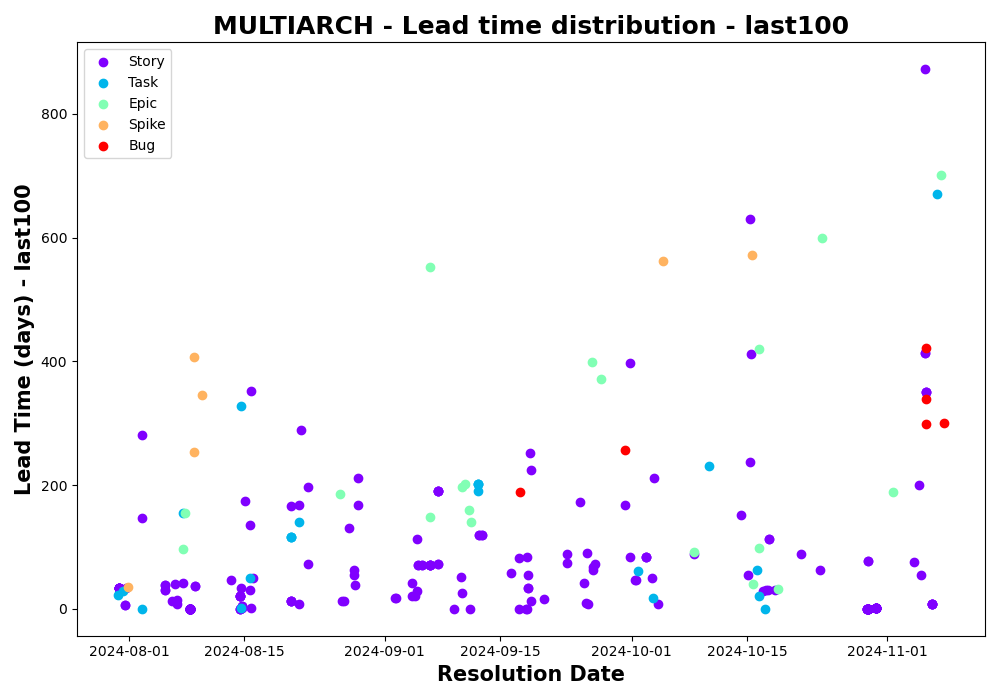 MULTIARCH - Lead time distribution - last100
Story
Task
Epic
Spike
Bug
800
600
400
200
0
Lead Time (days) - last100
2024-08-01 2024-08-15 2024-09-01 2024-09-15 2024-10-01 2024-10-15 2024-11-01
Resolution Date